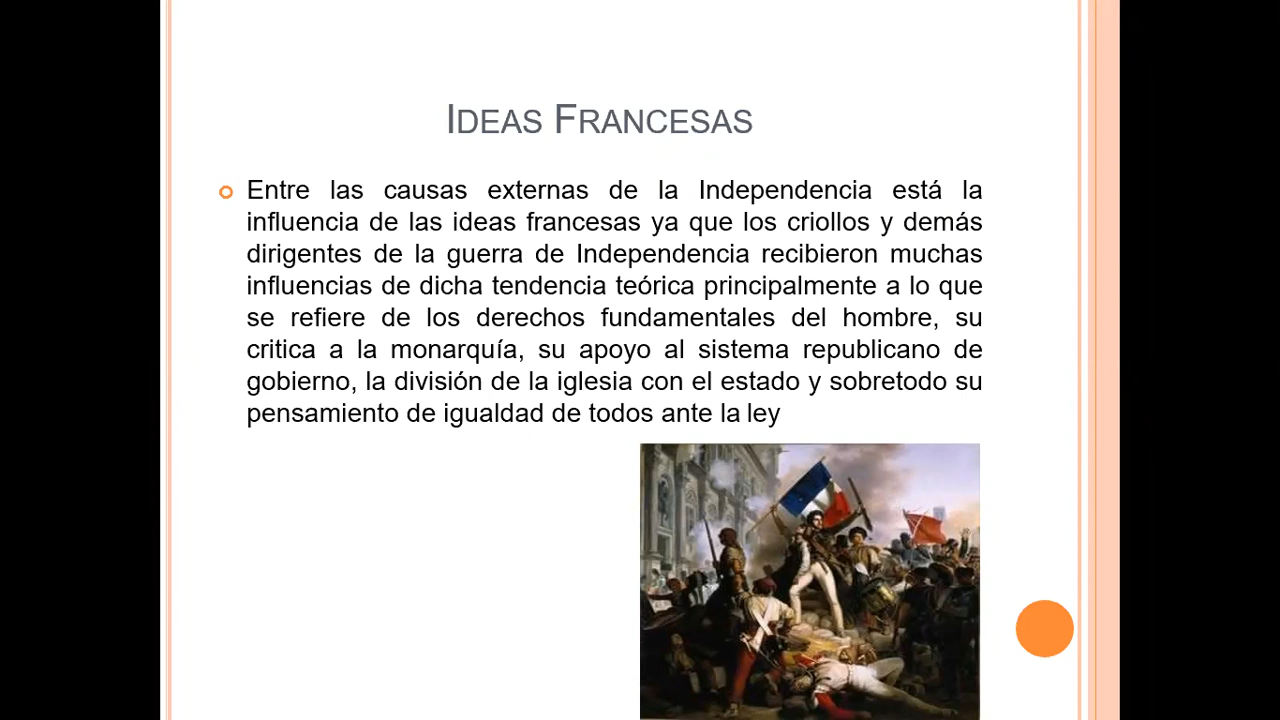 IDEAS FRANCESAS
Entre las causas externas de la Independencia está la
influencia de las ideas francesas ya que los criollos y demás
dirigentes de la guerra de Independencia recibieron muchas
influencias de dicha tendencia teórica principalmente a lo que
se refiere de los derechos fundamentales del hombre, su
critica a la monarquía, su apoyo al sistema republicano de
gobierno, la división de la iglesia con el estado y sobretodo su
pensamiento de igualdad de todos ante la ley